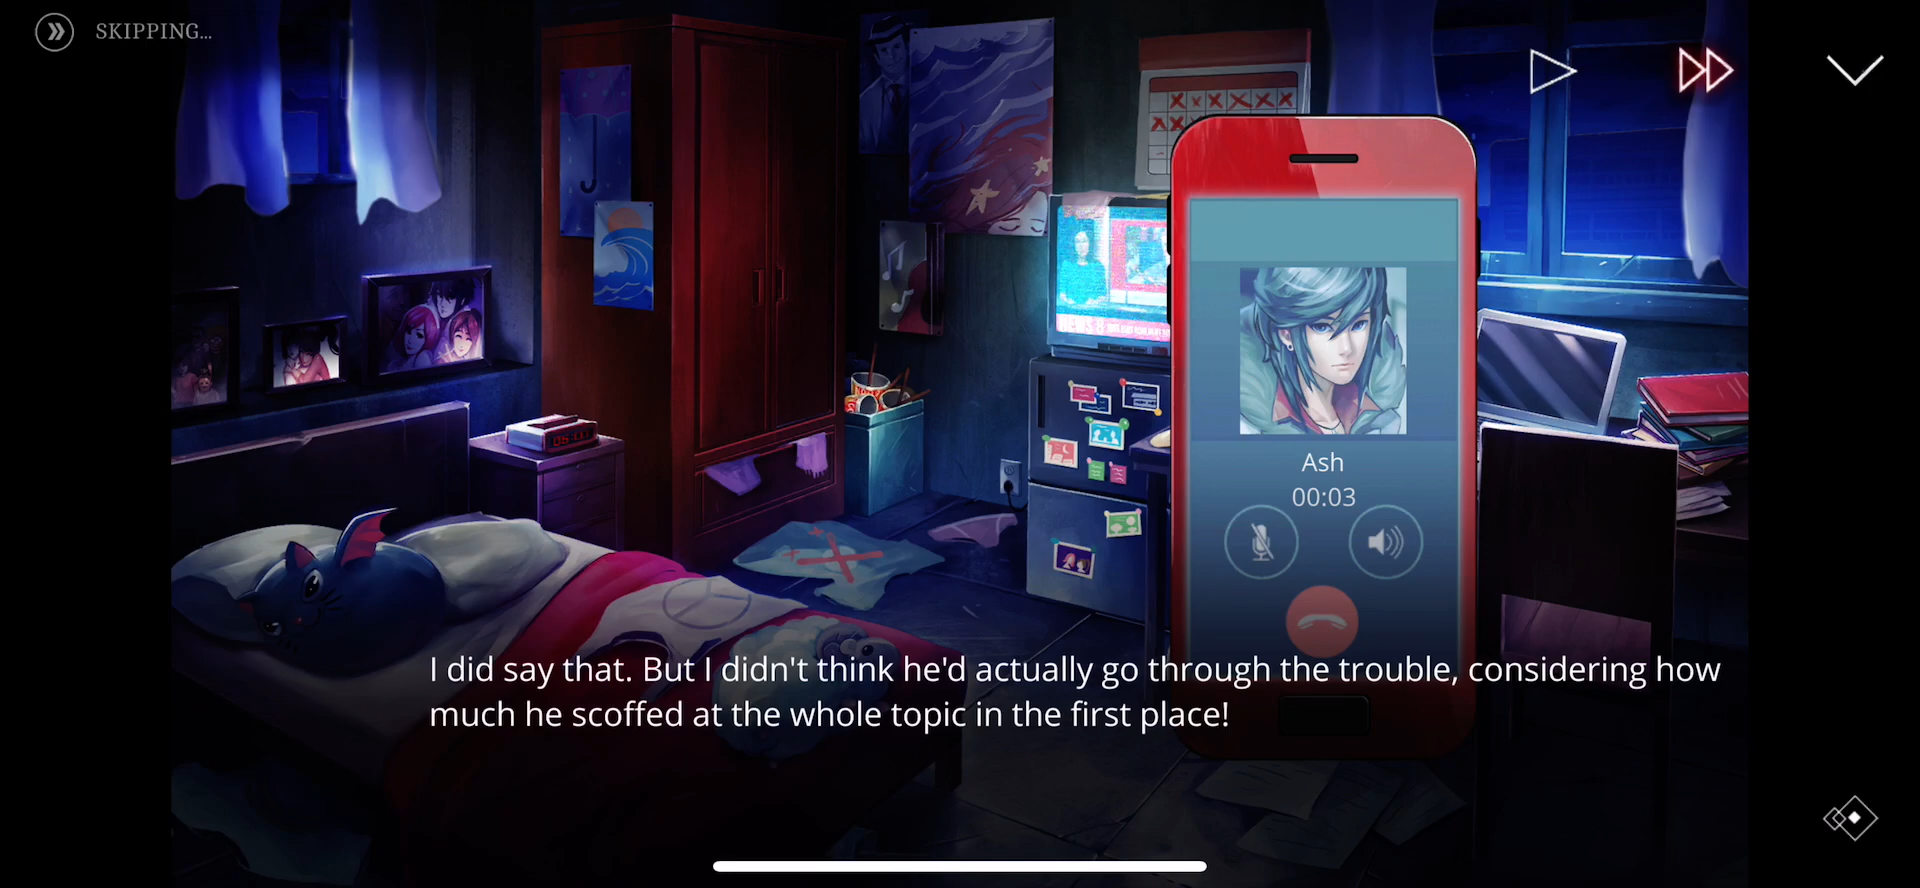 SKIPPING...
Ash
00:03
I did say that. But I didn't think he'd actually go through the trouble, considering how
much he scoffed at the whole topic in the first place!